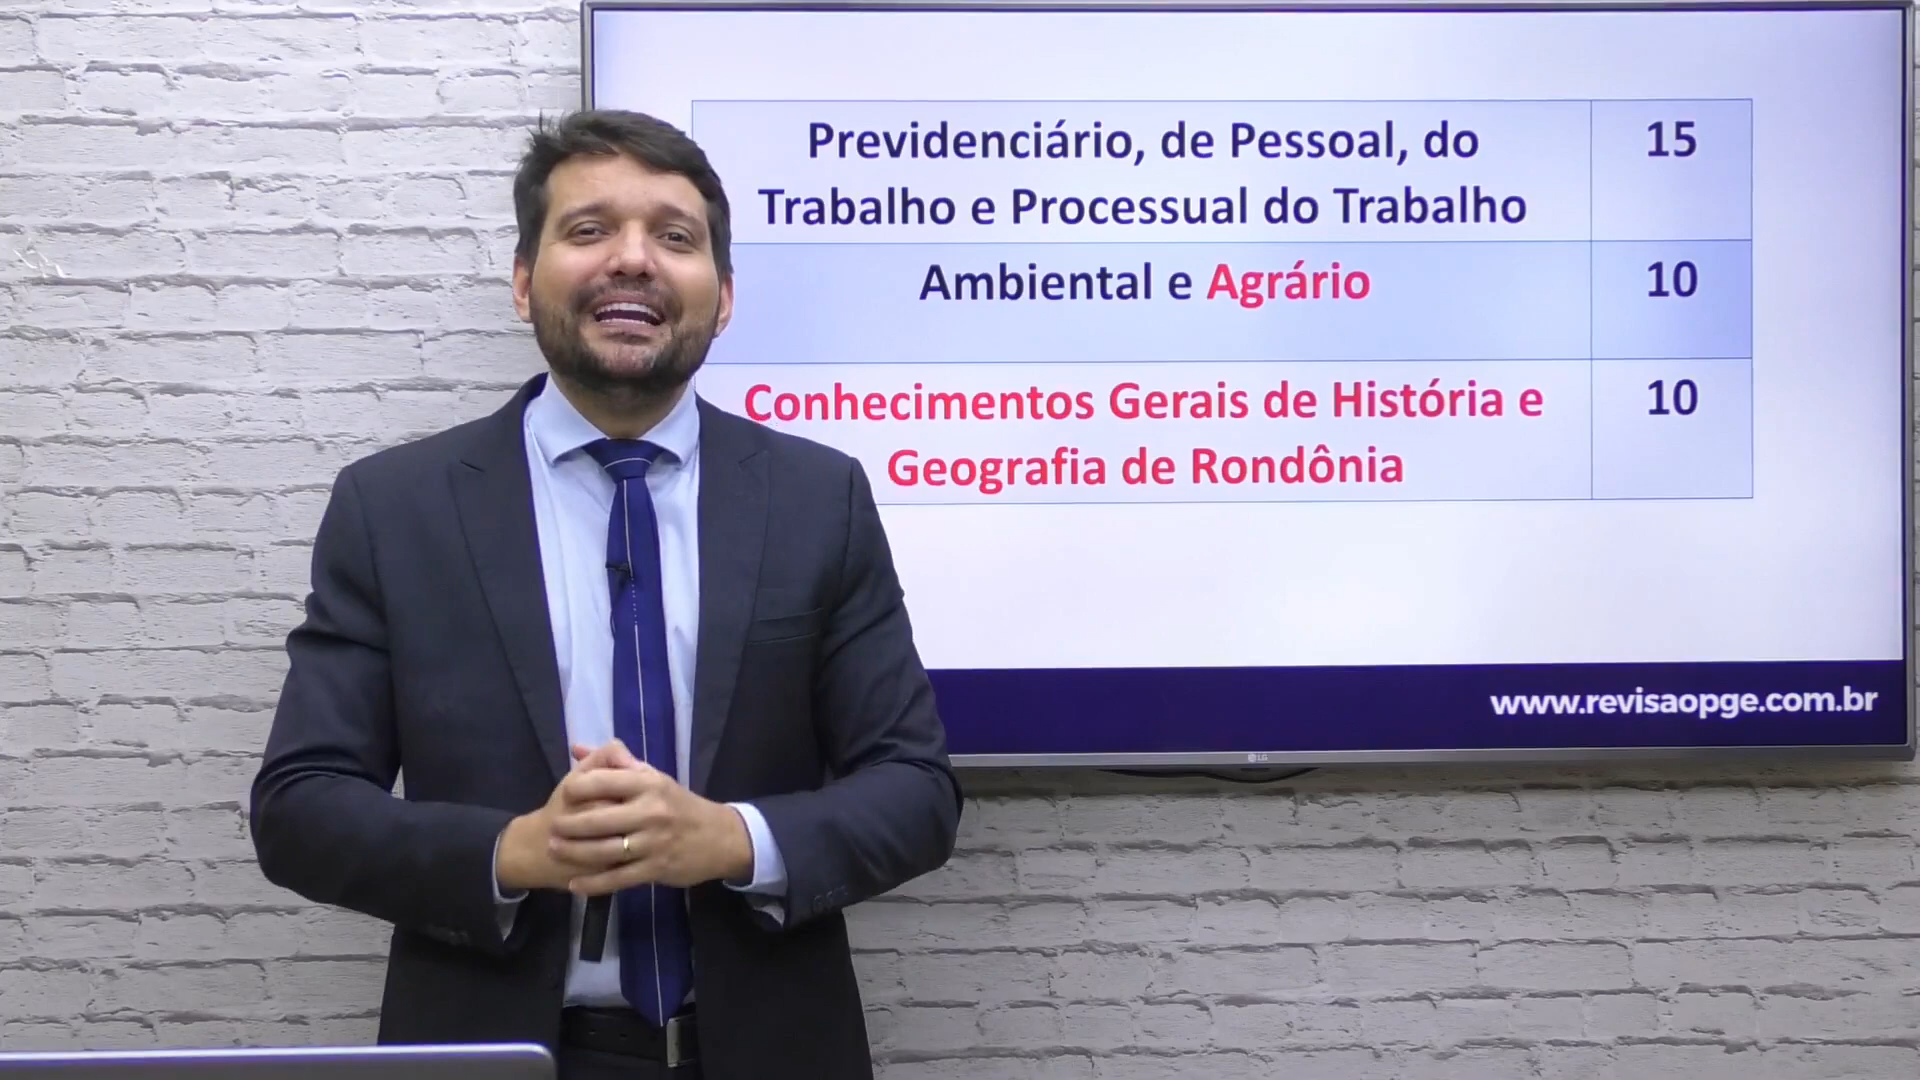 Previdenciário, de Pessoal, do
Trabalho e Processual do Trabalho
15
Ambiental e Agrário
10
Conhecimentos Gerais de História e
Geografia de Rondônia
10
www.revisaopge.com.br
LG